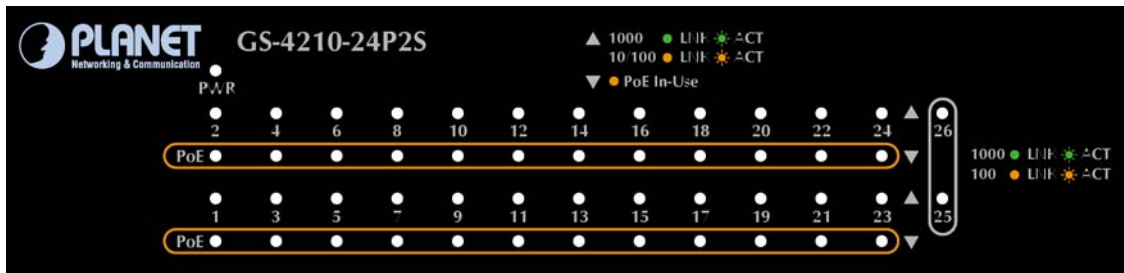 PLANET
Networking & Communication
GS-4210-24P2S
1000 LNK ACT
10/100 LNK ACT
PoE In-Use
PWR
2 4 6 8 10 12 14 16 18 20 22 24 26
PoE
1000 LNK ACT
100 LNK ACT
1 3 5 7 9 11 13 15 17 19 21 23 25
PoE